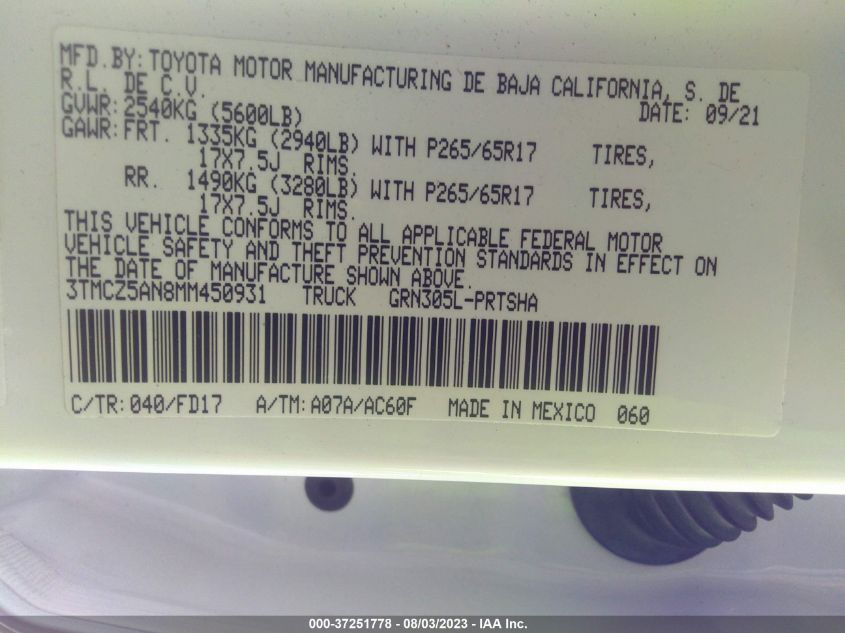 MFD.BY: TOYOTA MOTOR MANUFACTURING DE BAJA CALIFORNIA, S. DE
R.L. DE C.V. DATE: 09/21
GVWR: 2540KG (5600LB)
GAWR: FRT. 1335KG (2940LB) WITH P265/65R17 TIRES,
17X7.5J RIMS.
RR. 1490KG (3280LB) WITH P265/65R17 TIRES,
17X7.5J RIMS.
THIS VEHICLE CONFORMS TO ALL APPLICABLE FEDERAL MOTOR
VEHICLE SAFETY AND THEFT PREVENTION STANDARDS IN EFFECT ON
THE DATE OF MANUFACTURE SHOWN ABOVE.
3TMCZ5AN8MM450931 TRUCK GRN305L-PRTSHA
C/TR: 040/FD17 A/TM: A07A/AC60F MADE IN MEXICO 060
000-37251778 - 08/03/2023 - IAA Inc.